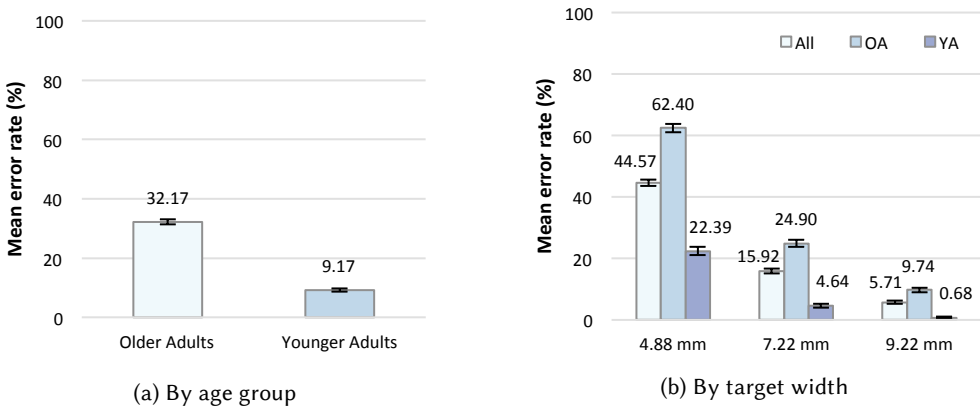 100
80
60
40
20
0
Mean error rate (%)
32.17
9.17
Older Adults
Younger Adults
(a) By age group
100
80
60
40
20
0
Mean error rate (%)
All OA YA
44.57
62.40
22.39
15.92
24.90
4.64
5.71
9.74
0.68
4.88 mm
7.22 mm
9.22 mm
(b) By target width